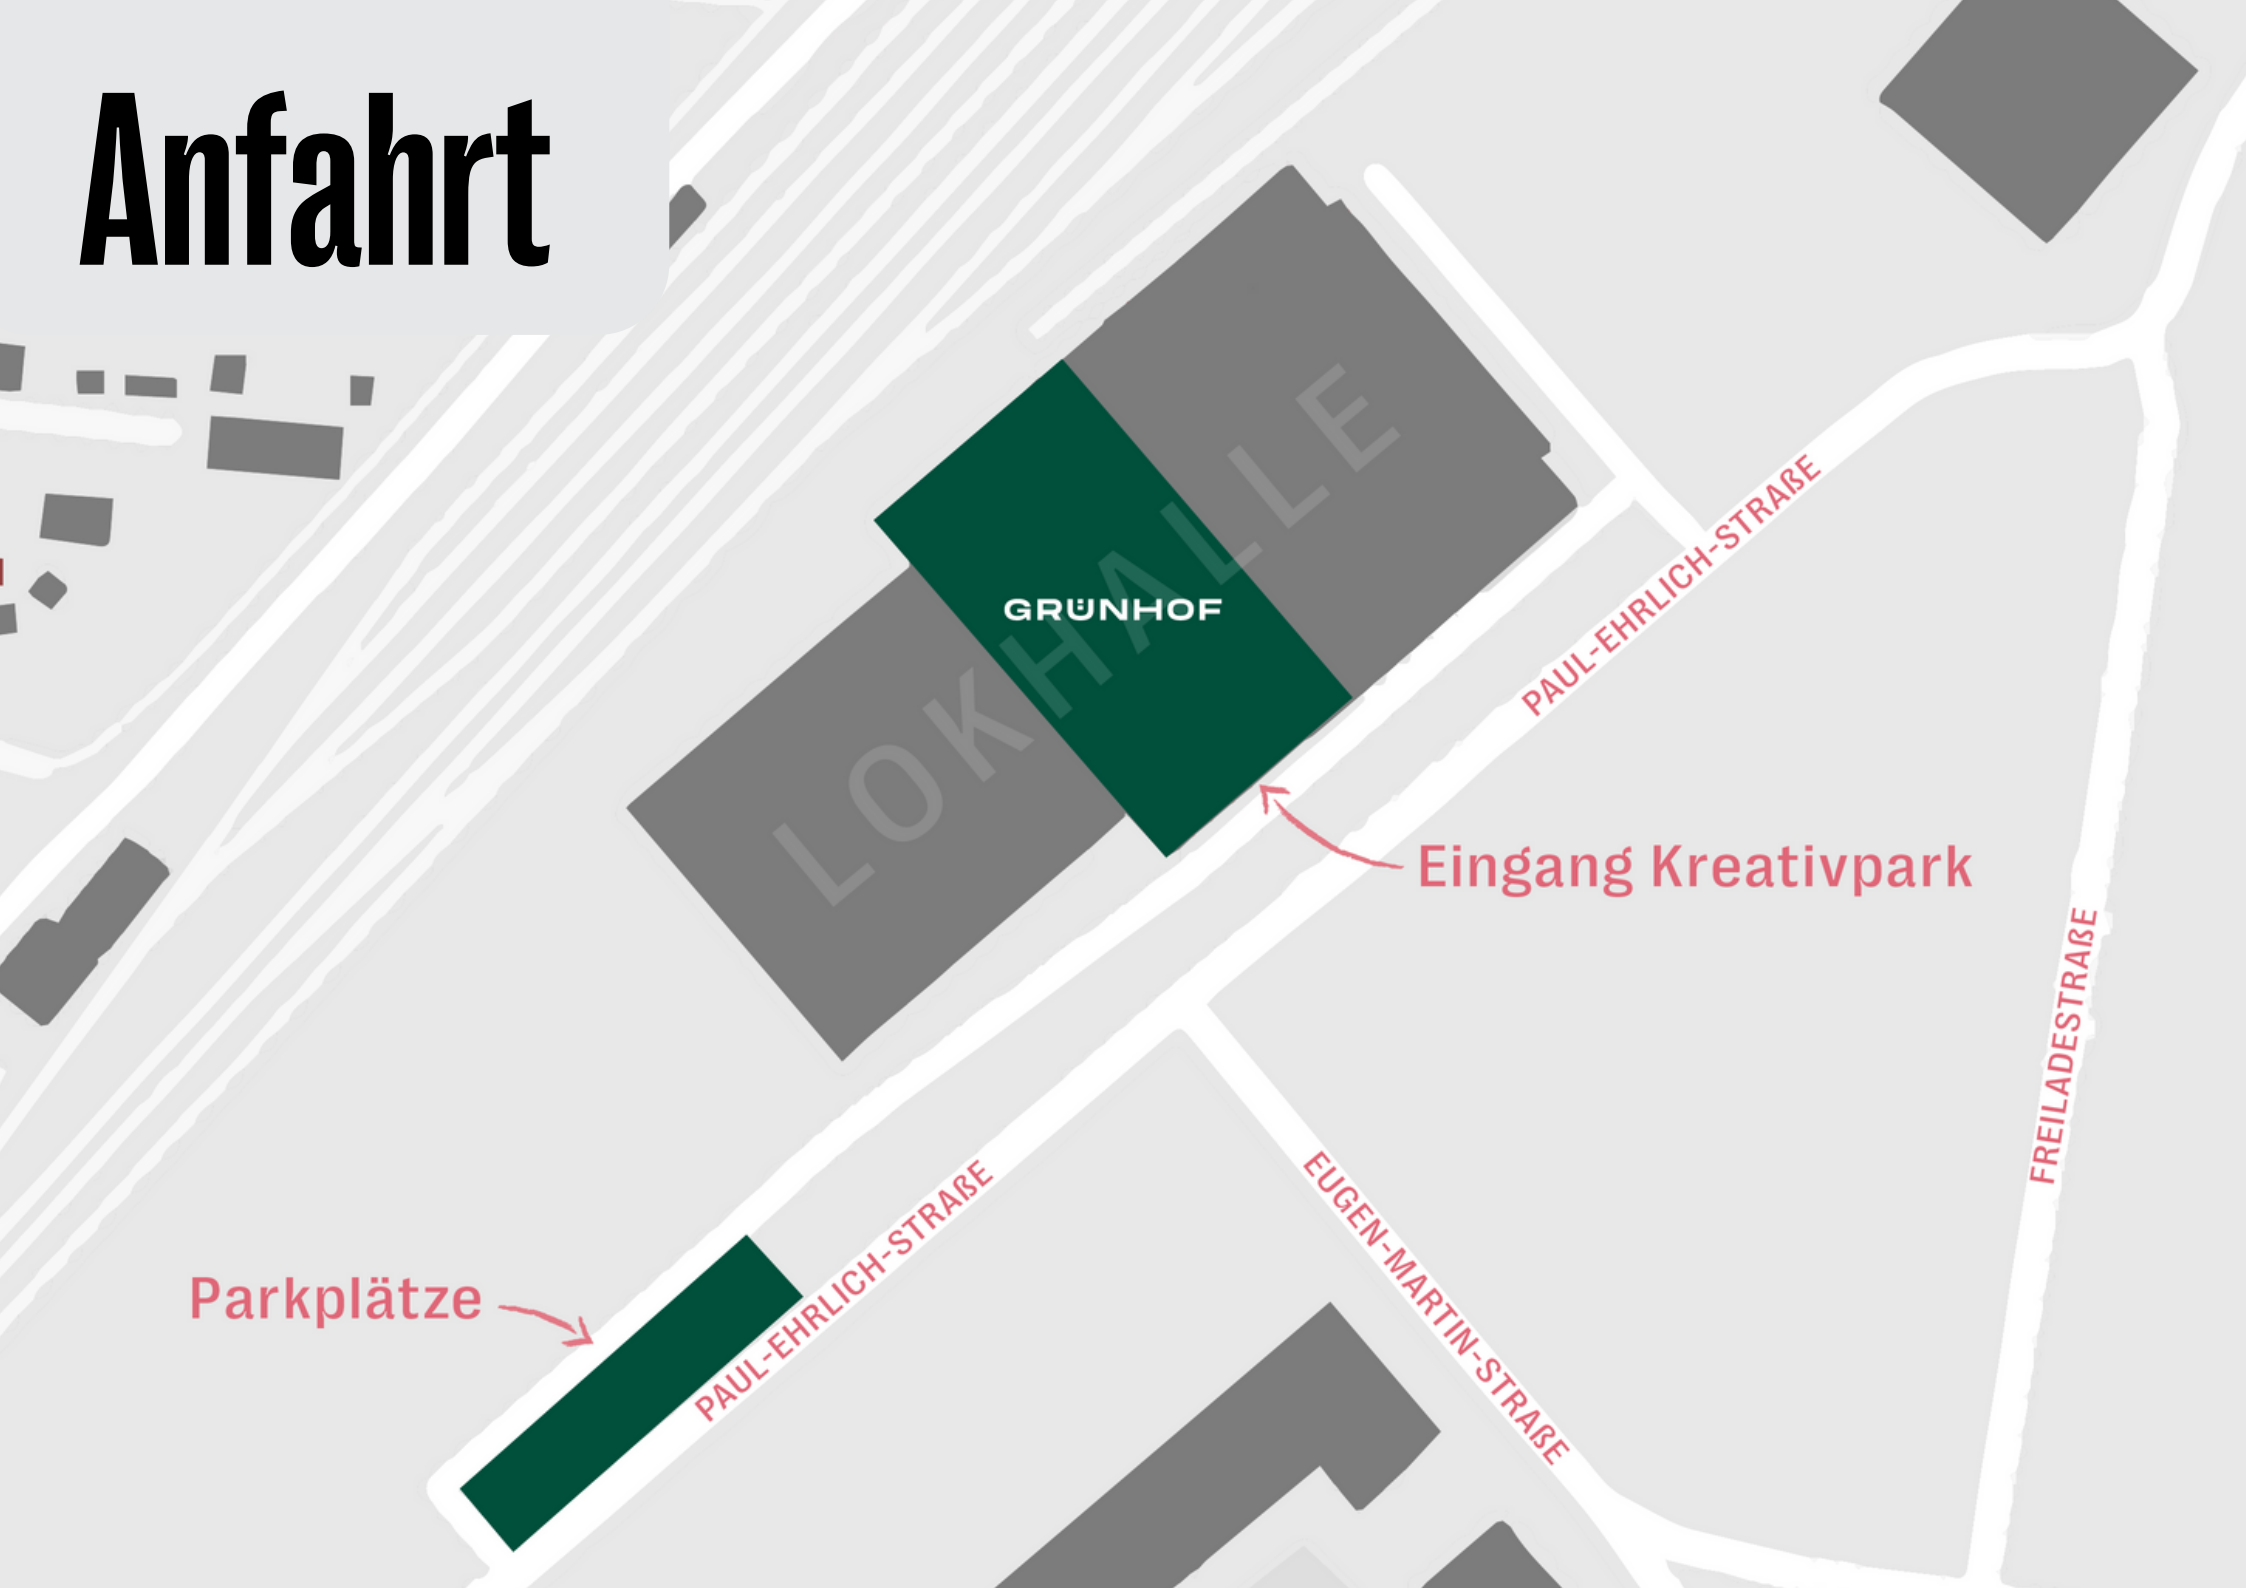 Anfahrt
LOKHALLE
GRÜNHOF
PAUL-EHRLICH-STRAßE
Eingang Kreativpark
FREILADESTRAßE
EUGEN-MARTIN-STRAßE
Parkplätze
PAUL-EHRLICH-STRAßE